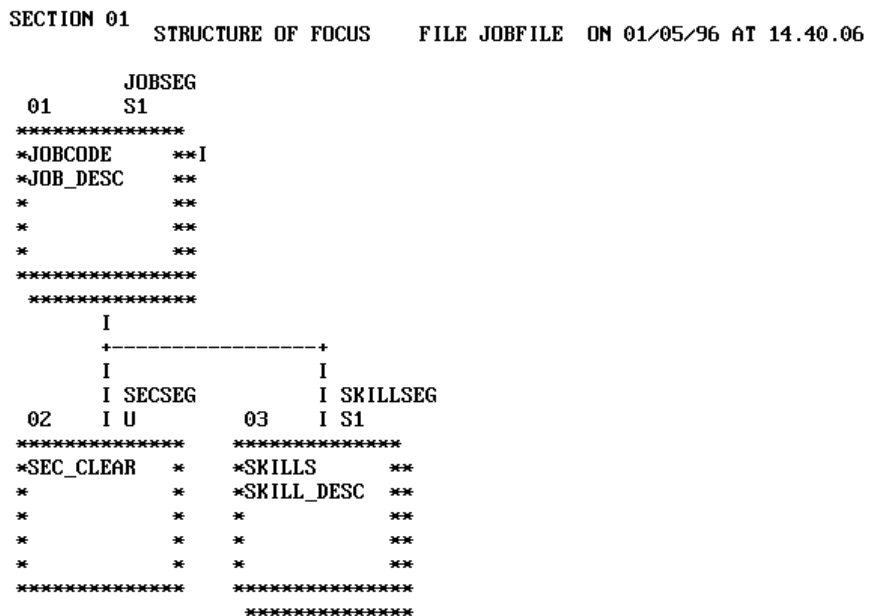 SECTION 01
STRUCTURE OF FOCUS    FILE JOBFILE  ON 01/05/96 AT 14.40.06
         JOBSEG
 01      S1
**************
*JOBCODE     **I
*JOB_DESC    **
*            **
*            **
*            **
***************
 **************
       I
       +-----------------+
       I                 I
       I SECSEG          I SKILLSEG
 02    I U         03    I S1
**************    **************
*SEC_CLEAR   *    *SKILLS      **
*            *    *SKILL_DESC  **
*            *    *            **
*            *    *            **
*            *    *            **
**************    ***************
                   **************